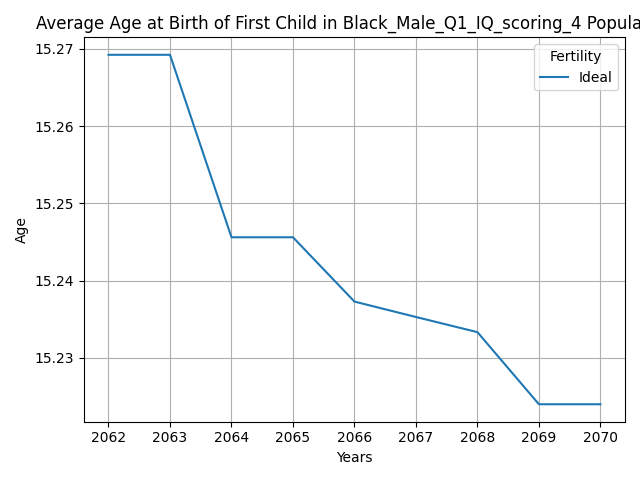 Average Age at Birth of First Child in Black_Male_Q1_IQ_scoring_4 Popula
15.27
15.26
15.25
15.24
15.23
Age
Fertility
Ideal
2062 2063 2064 2065 2066 2067 2068 2069 2070
Years